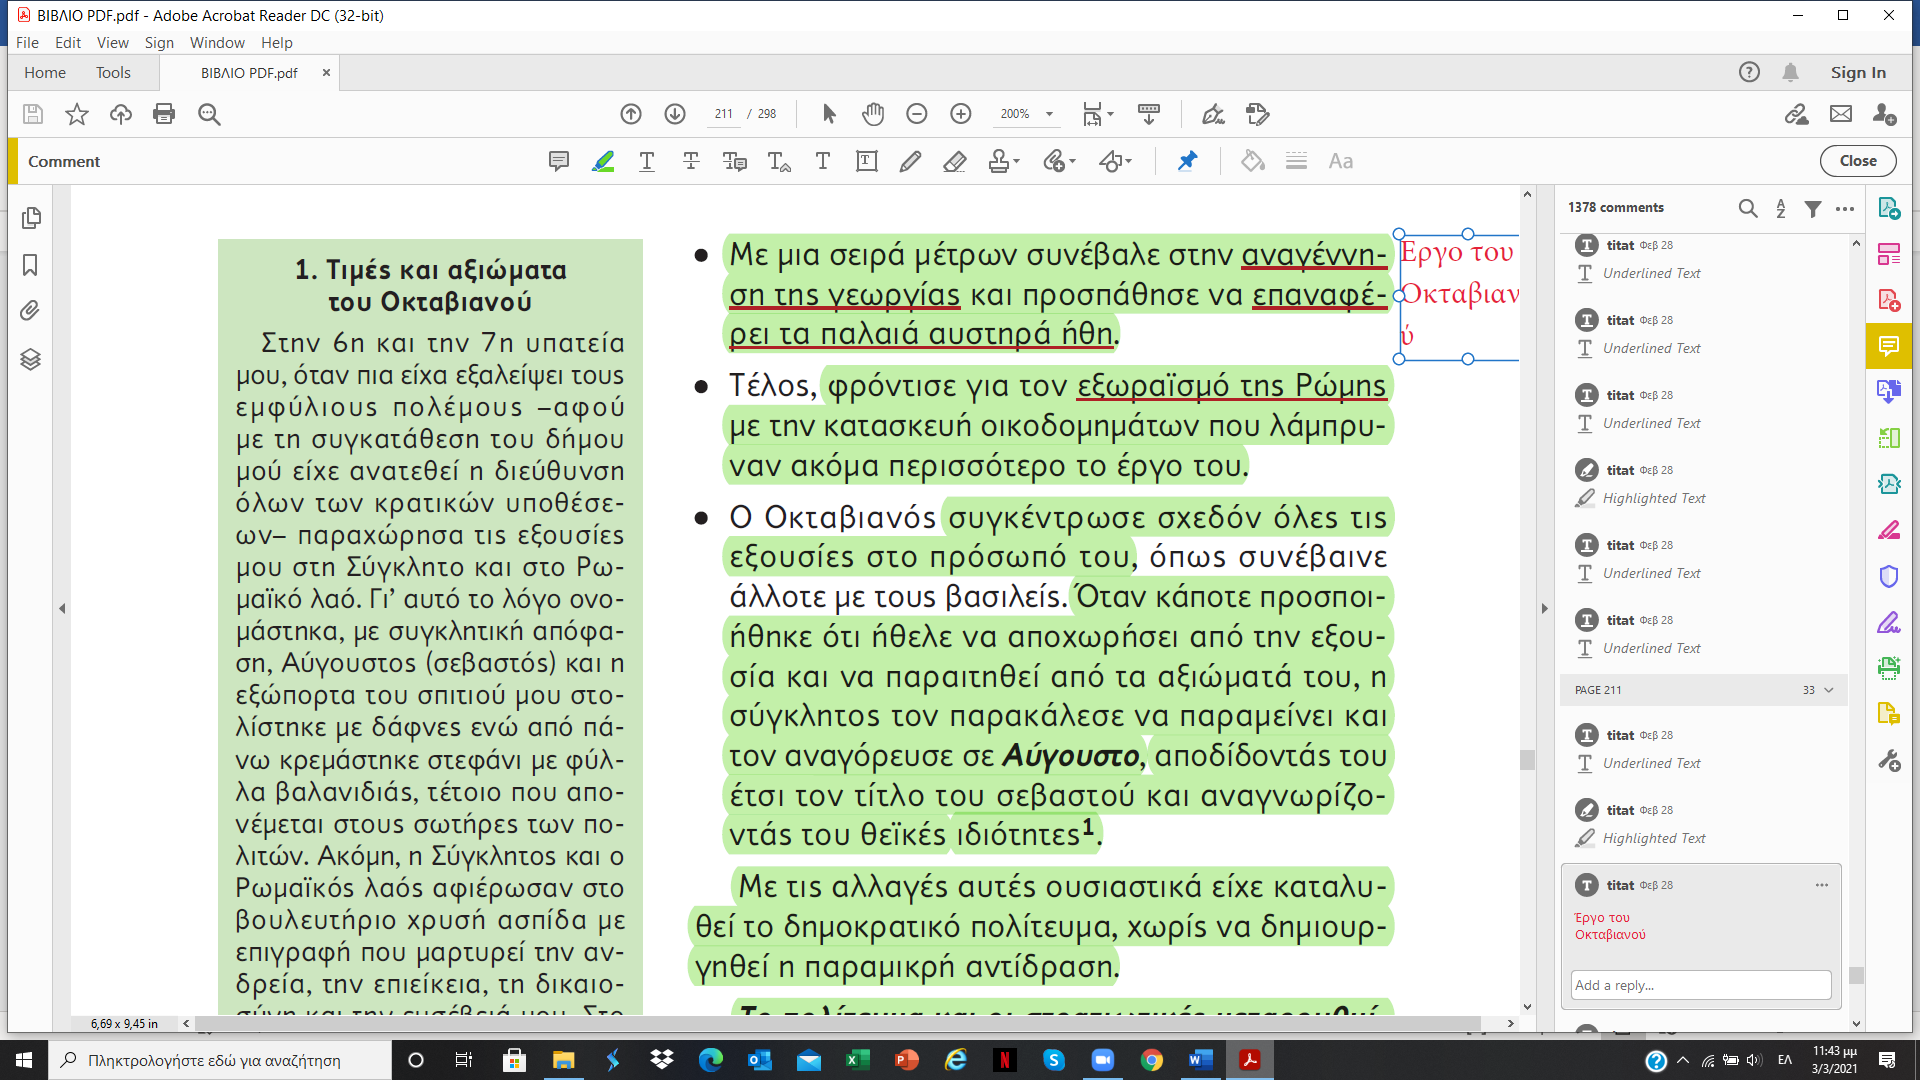 ΒΙΒΛΙΟ PDF.pdf - Adobe Acrobat Reader DC (32-bit)
File Edit View Sign Window Help
Home Tools ΒΙΒΛΙΟ PDF.pdf × Sign In
211 / 298 200%
Comment Close
1. Τιμές και αξιώματα
του Οκταβιανού
Στην 6η και την 7η υπατεία
μου, όταν πια είχα εξαλείψει τους
εμφύλιους πολέμους –αφού
με τη συγκατάθεση του δήμου
μού είχε ανατεθεί η διεύθυνση
όλων των κρατικών υποθέσε-
ων– παραχώρησα τις εξουσίες
μου στη Σύγκλητο και στο Ρω-
μαϊκό λαό. Γι’ αυτό το λόγο ονο-
μάστηκα, με συγκλητική απόφα-
ση, Αύγουστος (σεβαστός) και η
εξώπορτα του σπιτιού μου στο-
λίστηκε με δάφνες ενώ από πά-
νω κρεμάστηκε στεφάνι με φύλ-
λα βαλανιδιάς, τέτοιο που απο-
νέμεται στους σωτήρες των πο-
λιτών. Ακόμη, η Σύγκλητος και ο
Ρωμαϊκός λαός αφιέρωσαν στο
βουλευτήριο χρυσή ασπίδα με
επιγραφή που μαρτυρεί την αν-
δρεία, την επιείκεια, τη δικαιο-
σύνη και την ευσέβειά μου. Στο
• Με μια σειρά μέτρων συνέβαλε στην αναγέννη-
ση της γεωργίας και προσπάθησε να επαναφέ-
ρει τα παλαιά αυστηρά ήθη.
• Τέλος, φρόντισε για τον εξωραϊσμό της Ρώμης
με την κατασκευή οικοδομημάτων που λάμπρυ-
ναν ακόμα περισσότερο το έργο του.
• Ο Οκταβιανός συγκέντρωσε σχεδόν όλες τις
εξουσίες στο πρόσωπό του, όπως συνέβαινε
άλλοτε με τους βασιλείς. Όταν κάποτε προσποι-
ήθηκε ότι ήθελε να αποχωρήσει από την εξου-
σία και να παραιτηθεί από τα αξιώματά του, η
σύγκλητος τον παρακάλεσε να παραμείνει και
τον αναγόρευσε σε Αύγουστο, αποδίδοντάς του
έτσι τον τίτλο του σεβαστού και αναγνωρίζο-
ντάς του θεϊκές ιδιότητες1.
Με τις αλλαγές αυτές ουσιαστικά είχε καταλυ-
θεί το δημοκρατικό πολίτευμα, χωρίς να δημιουρ-
γηθεί η παραμικρή αντίδραση.
Το πολίτευμα και οι στρατιωτικές μεταρρυθμί-
Έργο του
Οκταβιαν
ύ
1378 comments
titat Φεβ 28
Underlined Text
titat Φεβ 28
Underlined Text
titat Φεβ 28
Underlined Text
titat Φεβ 28
Highlighted Text
titat Φεβ 28
Underlined Text
titat Φεβ 28
Underlined Text
PAGE 211 33
titat Φεβ 28
Underlined Text
titat Φεβ 28
Highlighted Text
titat Φεβ 28
Έργο του
Οκταβιανού
Add a reply...
6,69 x 9,45 in
Πληκτρολογήστε εδώ για αναζήτηση
ΕΛ
11:43 μμ
3/3/2021